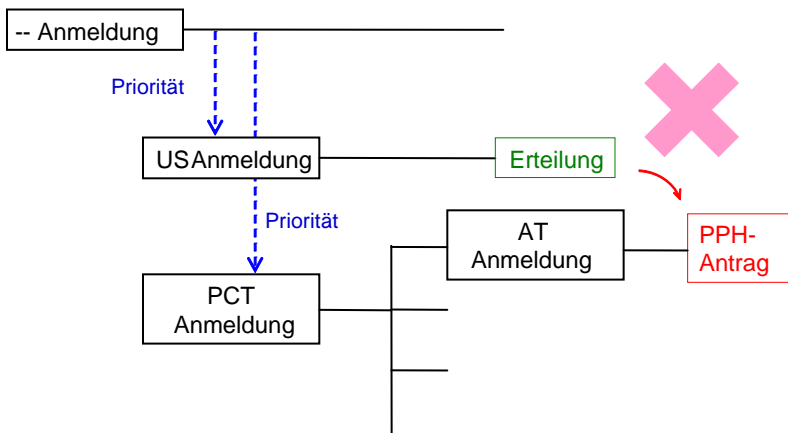 -- Anmeldung
Priorität
USAnmeldung
Erteilung
Priorität
AT
Anmeldung
PPH-
Antrag
PCT
Anmeldung